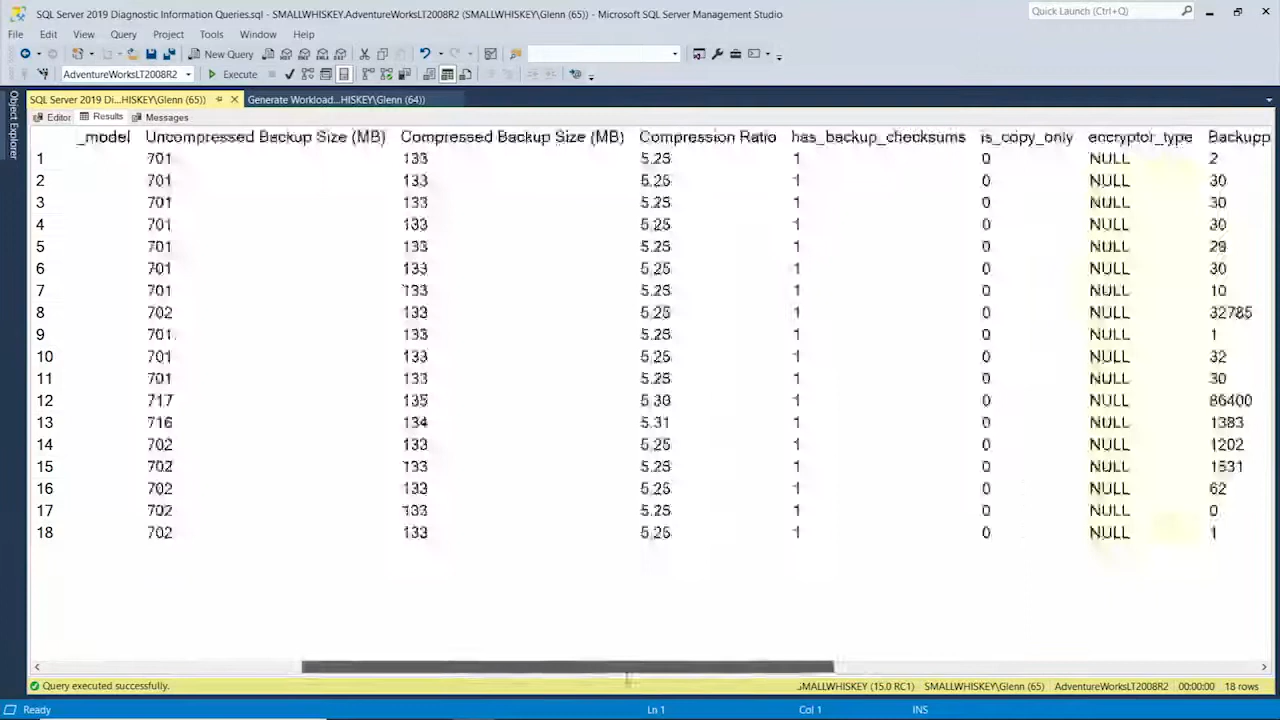 SQL Server 2019 Diagnostic Information Queries.sql - SMALLWHISKEY.AdventureWorksLT2008R2 (SMALLWHISKEY\Glenn (65)) - Microsoft SQL Server Management Studio
Quick Launch (Ctrl+Q)
File Edit View Query Project Tools Window Help
New Query
AdventureWorksLT2008R2 Execute
Object Explorer
SQL Server 2019 Di...HISKEY\Glenn (65)) Generate Workload...HISKEY\Glenn (64))
Editor Results Messages
_model Uncompressed Backup Size (MB) Compressed Backup Size (MB) Compression Ratio has_backup_checksums is_copy_only encryptor_type Backupp
1 701 133 5.25 1 0 NULL 2
2 701 133 5.25 1 0 NULL 30
3 701 133 5.25 1 0 NULL 30
4 701 133 5.25 1 0 NULL 30
5 701 133 5.25 1 0 NULL 29
6 701 133 5.25 1 0 NULL 30
7 701 133 5.25 1 0 NULL 10
8 702 133 5.25 1 0 NULL 32785
9 701 133 5.25 1 0 NULL 1
10 701 133 5.25 1 0 NULL 32
11 701 133 5.25 1 0 NULL 30
12 717 135 5.30 1 0 NULL 86400
13 716 134 5.31 1 0 NULL 1383
14 702 133 5.25 1 0 NULL 1202
15 702 133 5.25 1 0 NULL 1531
16 702 133 5.25 1 0 NULL 62
17 702 133 5.25 1 0 NULL 0
18 702 133 5.25 1 0 NULL 1
Query executed successfully. SMALLWHISKEY (15.0 RC1) SMALLWHISKEY\Glenn (65) AdventureWorksLT2008R2 00:00:00 18 rows
Ready Ln 1 Col 1 INS